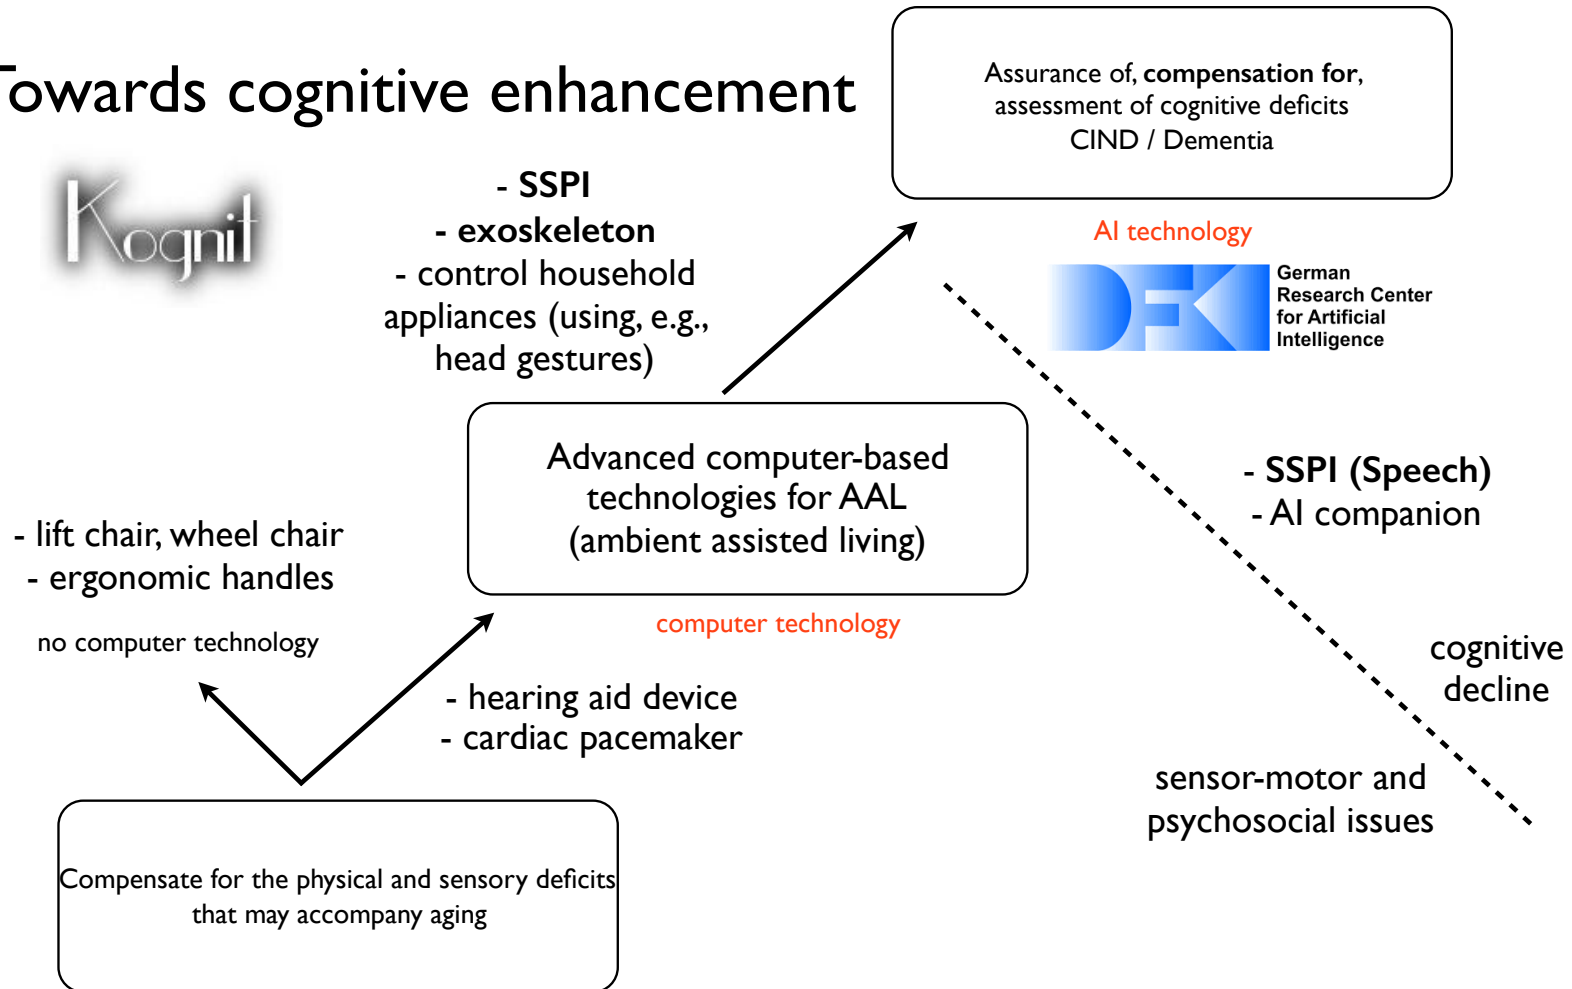 Towards cognitive enhancement
Kognit
Assurance of, compensation for,
assessment of cognitive deficits
CIND / Dementia
AI technology
DFK
German
Research Center
for Artificial
Intelligence
- SSPI
- exoskeleton
- control household
appliances (using, e.g.,
head gestures)
Advanced computer-based
technologies for AAL
(ambient assisted living)
computer technology
- SSPI (Speech)
- AI companion
- lift chair, wheel chair
- ergonomic handles
no computer technology
- hearing aid device
- cardiac pacemaker
cognitive
decline
sensor-motor and
psychosocial issues
Compensate for the physical and sensory deficits
that may accompany aging